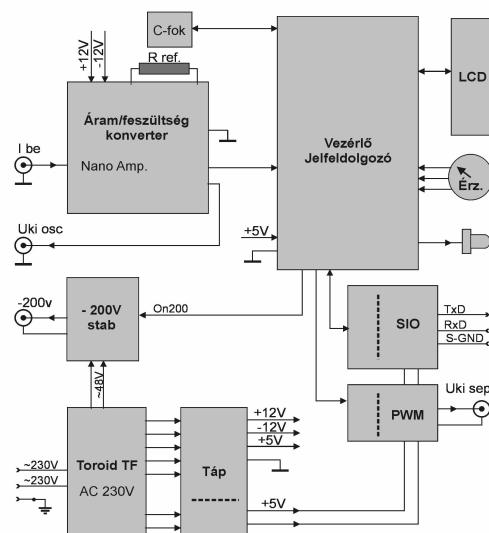 C-fok
+12V
-12V
R ref.
LCD
Áram/feszültség
konverter
Nano Amp.
I be
Vezérlő
Jelfeldolgozó
Érz.
Uki osc
+5V
-200v
- 200V
stab
On200
~48V
SIO
TxD
RxD
S-GND
PWM
Uki sep
Toroid TF
AC 230V
~230V
~230V
Táp
+12V
-12V
+5V
+5V